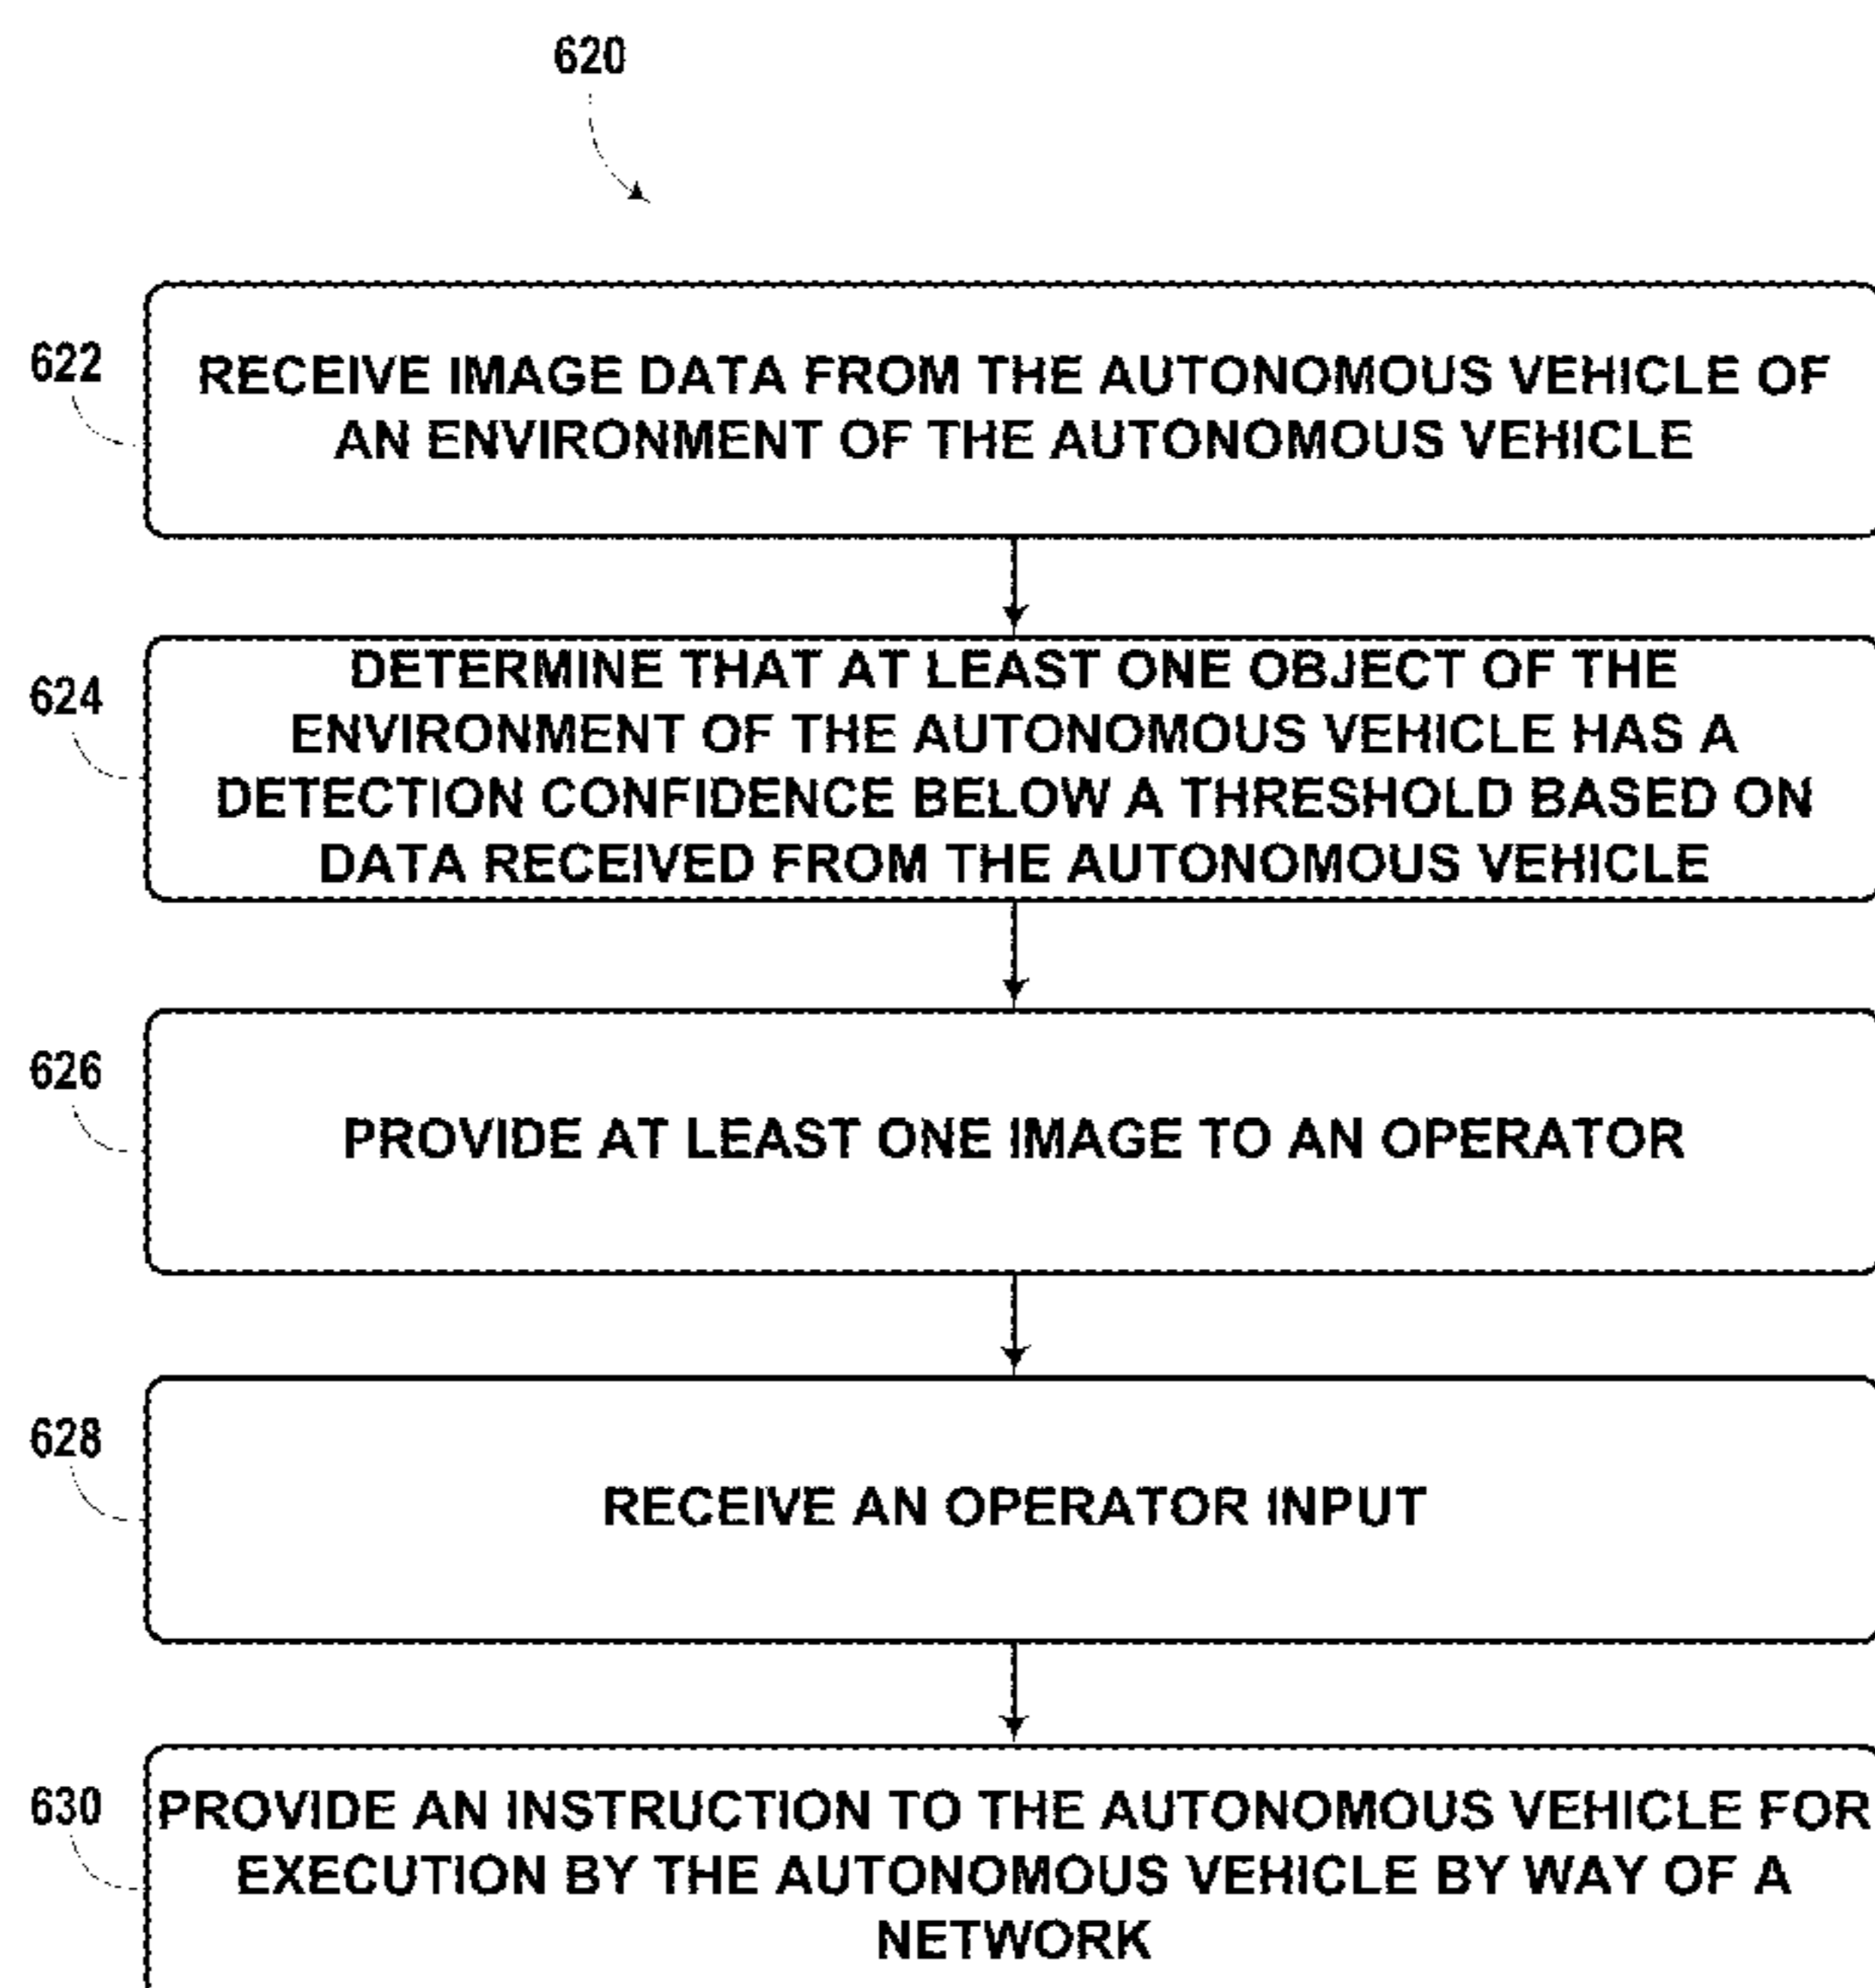 620
622
RECEIVE IMAGE DATA FROM THE AUTONOMOUS VEHICLE OF
AN ENVIRONMENT OF THE AUTONOMOUS VEHICLE
624
DETERMINE THAT AT LEAST ONE OBJECT OF THE
ENVIRONMENT OF THE AUTONOMOUS VEHICLE HAS A
DETECTION CONFIDENCE BELOW A THRESHOLD BASED ON
DATA RECEIVED FROM THE AUTONOMOUS VEHICLE
626
PROVIDE AT LEAST ONE IMAGE TO AN OPERATOR
628
RECEIVE AN OPERATOR INPUT
630
PROVIDE AN INSTRUCTION TO THE AUTONOMOUS VEHICLE FOR
EXECUTION BY THE AUTONOMOUS VEHICLE BY WAY OF A
NETWORK